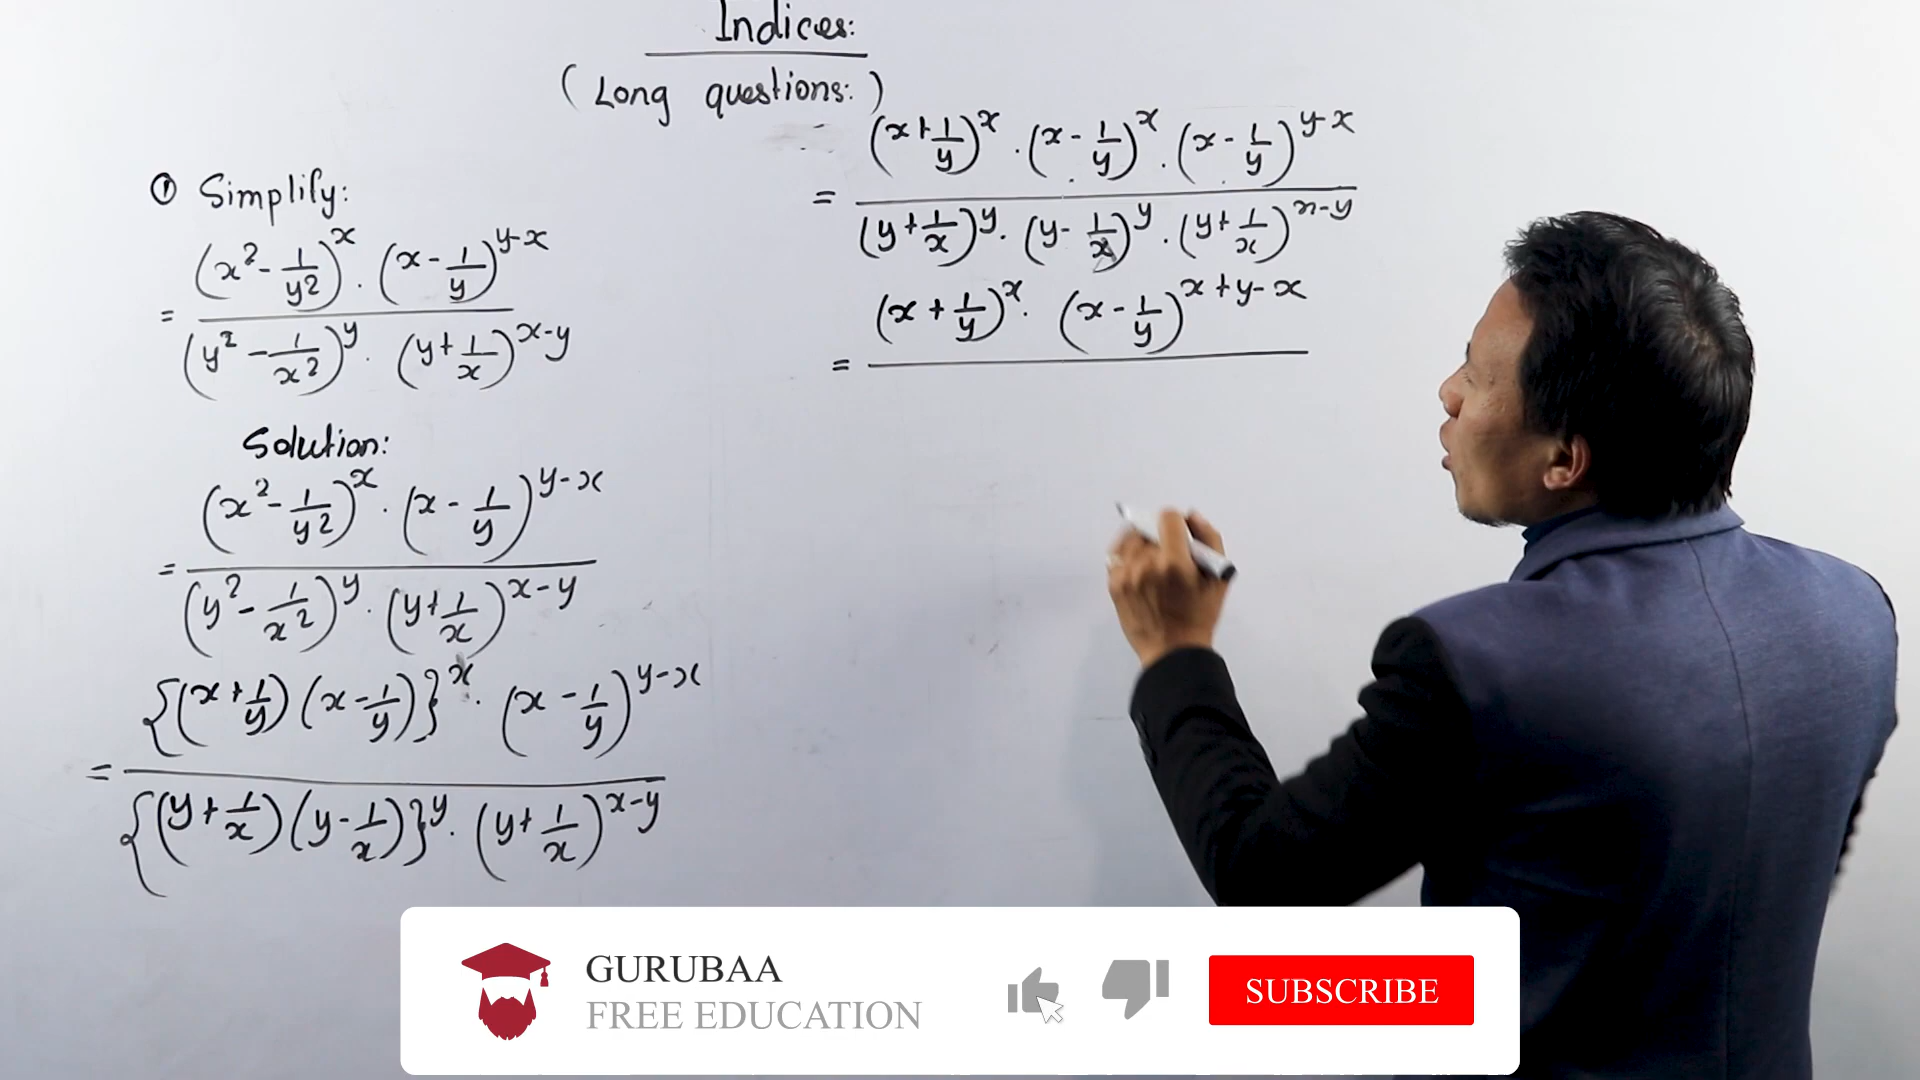 Indices:
(Long questions:)
① Simplify:
= (x² - 1/y²)^x · (x - 1/y)^(y-x) / (y² - 1/x²)^y · (y + 1/x)^(x-y)
Solution:
= (x² - 1/y²)^x · (x - 1/y)^(y-x) / (y² - 1/x²)^y · (y + 1/x)^(x-y)
= {(x + 1/y)(x - 1/y)}^x · (x - 1/y)^(y-x) / {(y + 1/x)(y - 1/x)}^y · (y + 1/x)^(x-y)
= (x + 1/y)^x · (x - 1/y)^x · (x - 1/y)^(y-x) / (y + 1/x)^y · (y - 1/x)^y · (y + 1/x)^(x-y)
= (x + 1/y)^x · (x - 1/y)^(x+y-x) /
GURUBAA
FREE EDUCATION
SUBSCRIBE